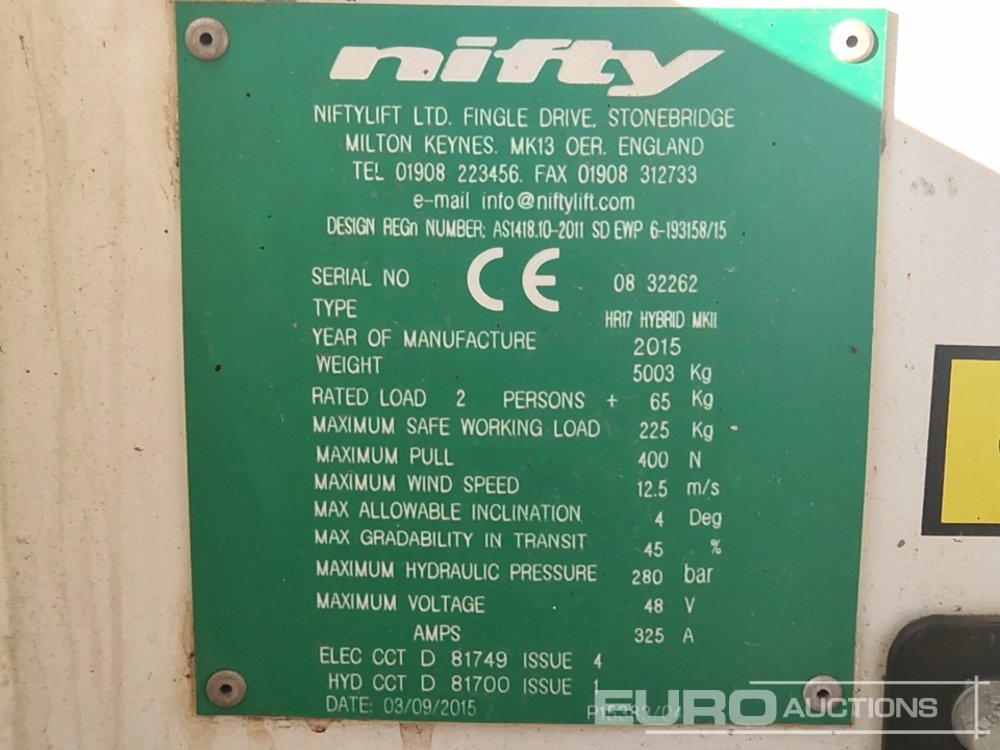 nifty
NIFTYLIFT LTD. FINGLE DRIVE. STONEBRIDGE
MILTON KEYNES. MK13 OER. ENGLAND
TEL 01908 223456. FAX 01908 312733
e-mail info@niftylift.com
DESIGN REGn NUMBER: AS1418.10-2011 SD EWP 6-193158/15
CE
SERIAL NO 08 32262
TYPE HR17 HYBRID MKII
YEAR OF MANUFACTURE 2015
WEIGHT 5003 Kg
RATED LOAD 2 PERSONS + 65 Kg
MAXIMUM SAFE WORKING LOAD 225 Kg
MAXIMUM PULL 400 N
MAXIMUM WIND SPEED 12.5 m/s
MAX ALLOWABLE INCLINATION 4 Deg
MAX GRADABILITY IN TRANSIT 45 %
MAXIMUM HYDRAULIC PRESSURE 280 bar
MAXIMUM VOLTAGE 48 V
AMPS 325 A
ELEC CCT D 81749 ISSUE 4
HYD CCT D 81700 ISSUE 1
DATE: 03/09/2015
EURO AUCTIONS